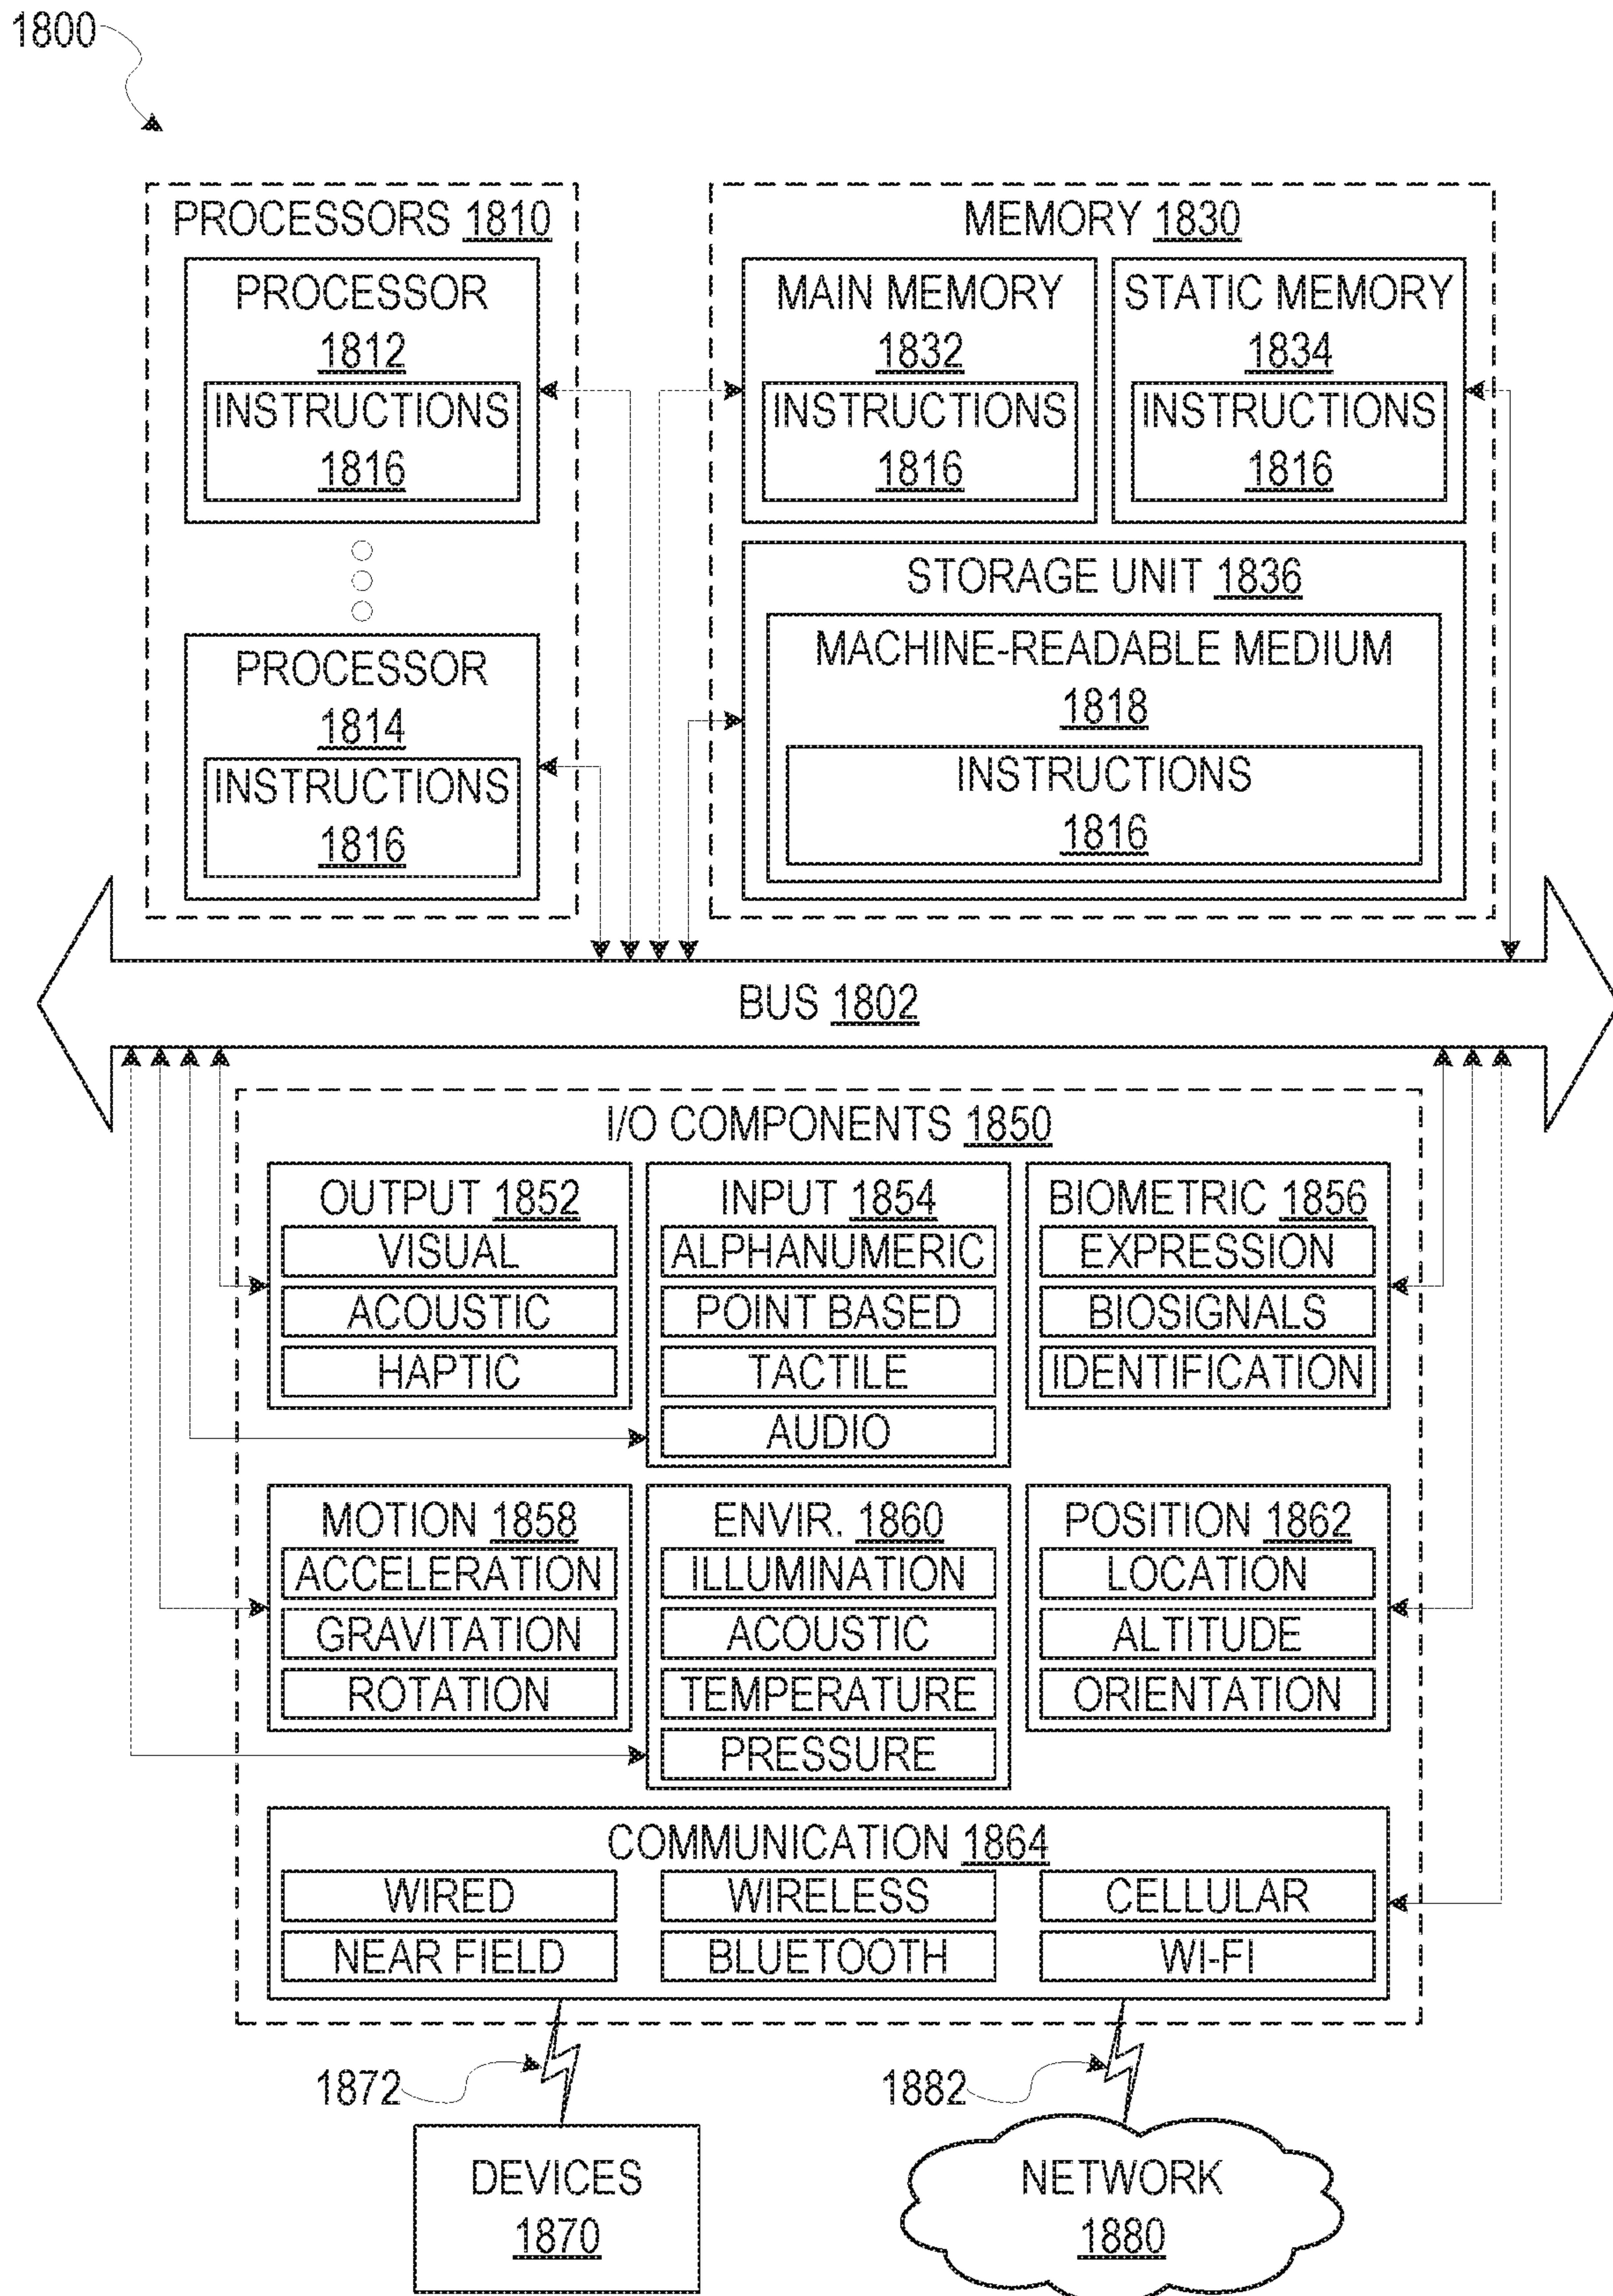 1800
PROCESSORS 1810
PROCESSOR
1812
INSTRUCTIONS
1816
PROCESSOR
1814
INSTRUCTIONS
1816
MEMORY 1830
MAIN MEMORY
1832
INSTRUCTIONS
1816
STATIC MEMORY
1834
INSTRUCTIONS
1816
STORAGE UNIT 1836
MACHINE-READABLE MEDIUM
1818
INSTRUCTIONS
1816
BUS 1802
I/O COMPONENTS 1850
OUTPUT 1852
VISUAL
ACOUSTIC
HAPTIC
INPUT 1854
ALPHANUMERIC
POINT BASED
TACTILE
AUDIO
BIOMETRIC 1856
EXPRESSION
BIOSIGNALS
IDENTIFICATION
MOTION 1858
ACCELERATION
GRAVITATION
ROTATION
ENVIR. 1860
ILLUMINATION
ACOUSTIC
TEMPERATURE
PRESSURE
POSITION 1862
LOCATION
ALTITUDE
ORIENTATION
COMMUNICATION 1864
WIRED
WIRELESS
CELLULAR
NEAR FIELD
BLUETOOTH
WI-FI
1872
1882
DEVICES
1870
NETWORK
1880